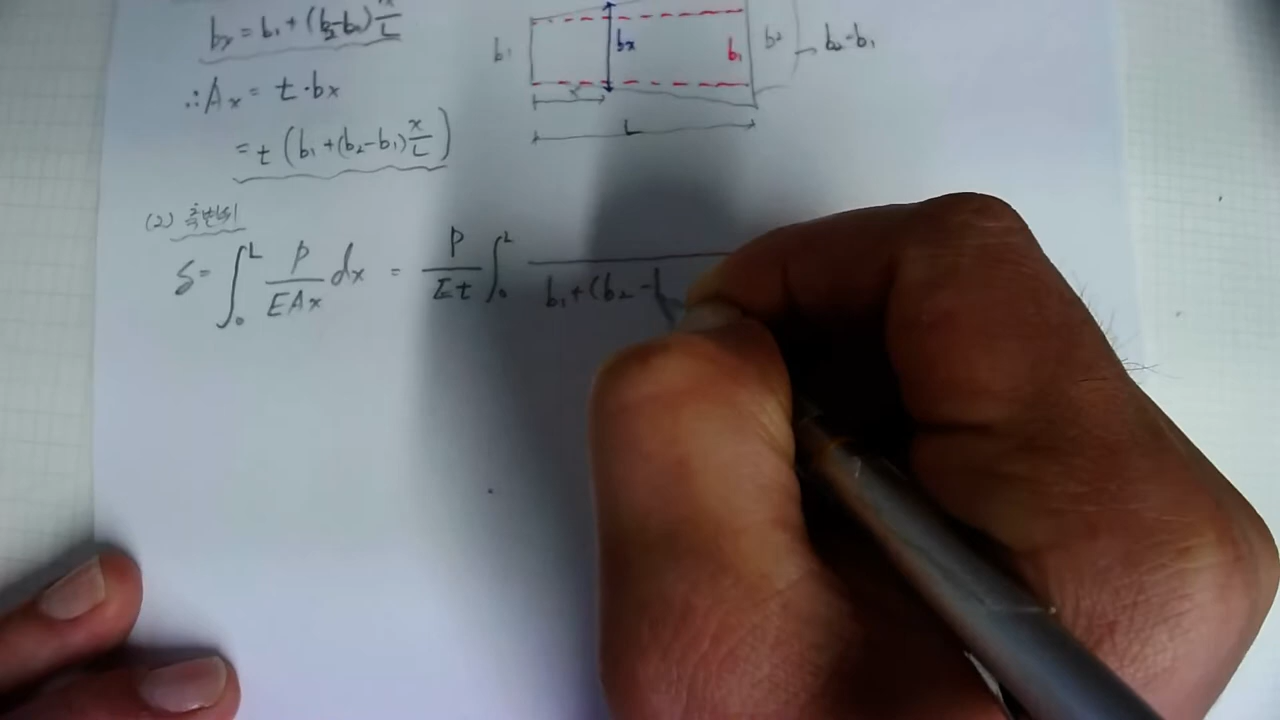 bx = b₁ + (b₂-b₁) x/L
∴ Ax = t · bx
= t (b₁ + (b₂-b₁) x/L)
b₁
bx
b₁
b₂
b₂-b₁
x
L
(2) 축변위
δ = ∫₀ᴸ P/EAx dx = P/Et ∫₀ᴸ b₁+(b₂-